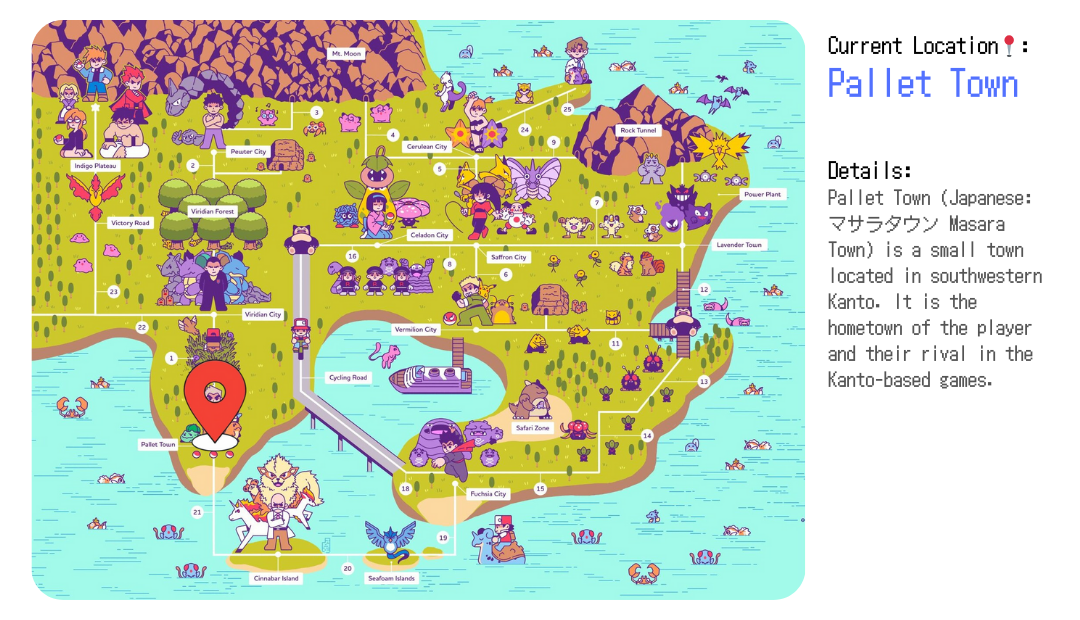 Current Location📍:
Pallet Town
Details:
Pallet Town (Japanese:
マサラタウン Masara
Town) is a small town
located in southwestern
Kanto. It is the
hometown of the player
and their rival in the
Kanto-based games.
Mt. Moon
3
25
4
24
Rock Tunnel
Cerulean City
9
Pewter City
2
5
Indigo Plateau
Power Plant
7
Viridian Forest
Victory Road
Celadon City
Lavender Town
16
8
Saffron City
6
23
12
Viridian City
22
Vermilion City
11
1
Cycling Road
13
Safari Zone
14
Pallet Town
18
15
Fuchsia City
21
19
20
Cinnabar Island
Seafoam Islands